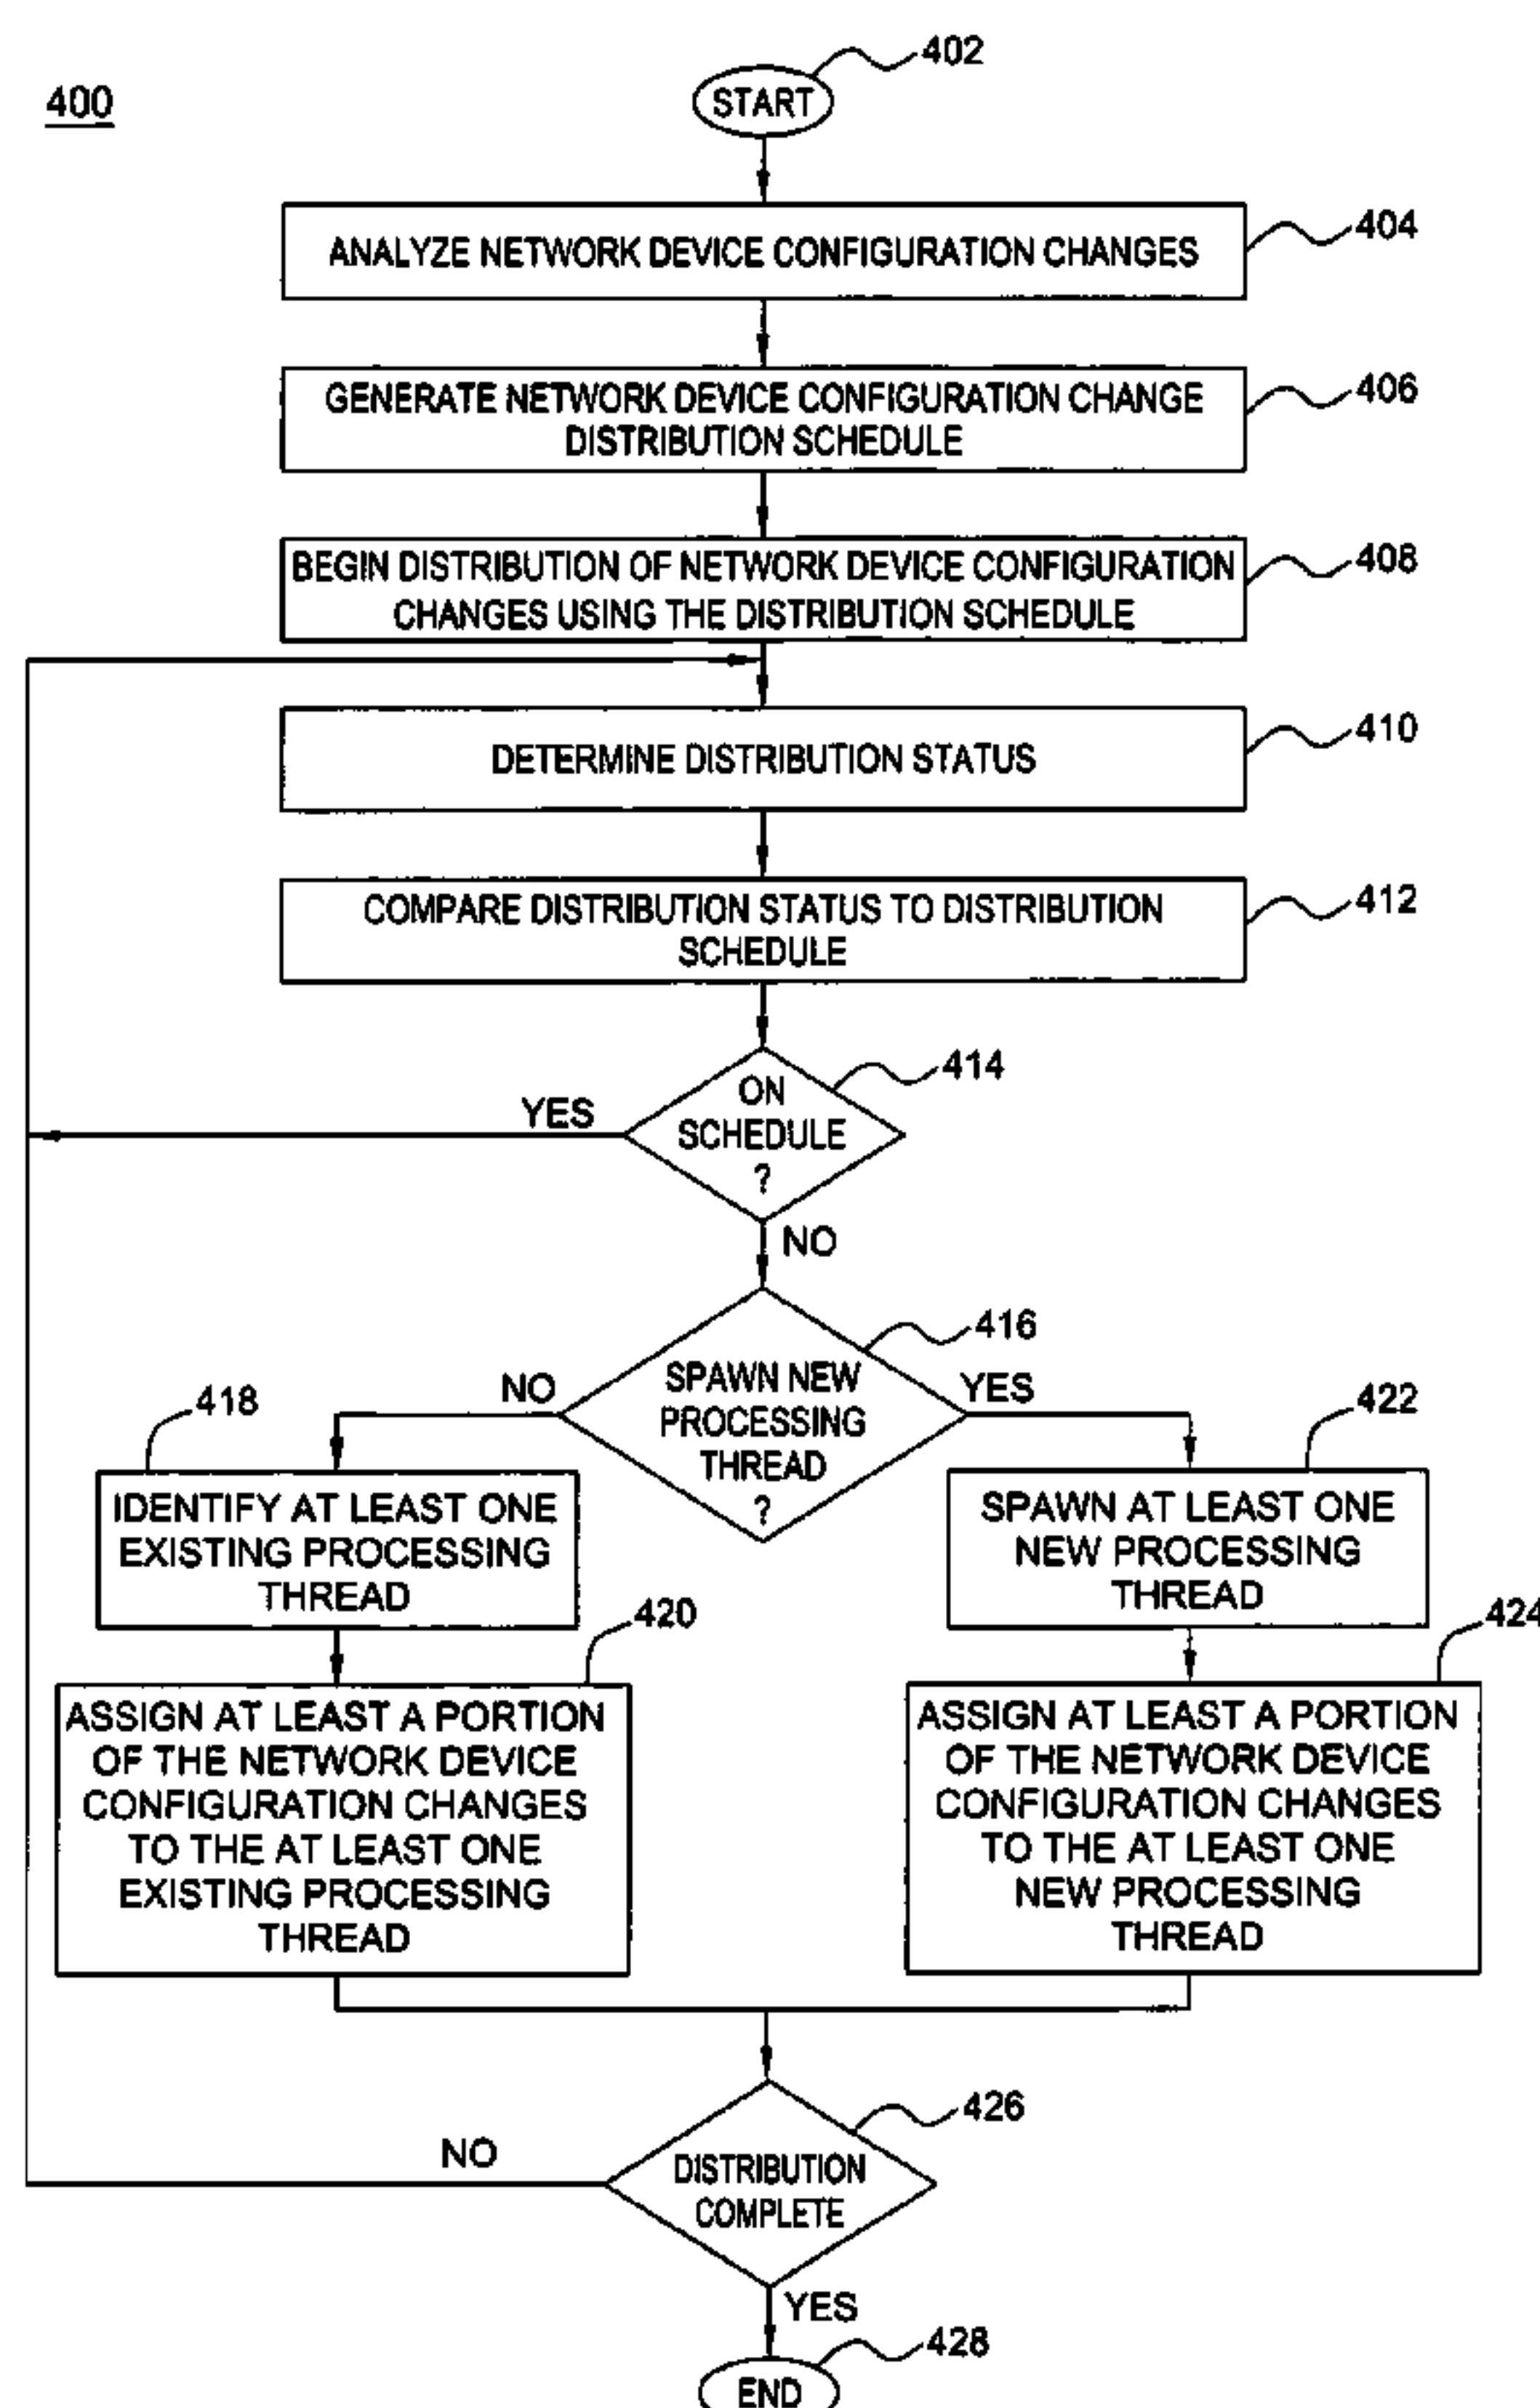 400
402
START
404
ANALYZE NETWORK DEVICE CONFIGURATION CHANGES
406
GENERATE NETWORK DEVICE CONFIGURATION CHANGE
DISTRIBUTION SCHEDULE
408
BEGIN DISTRIBUTION OF NETWORK DEVICE CONFIGURATION
CHANGES USING THE DISTRIBUTION SCHEDULE
410
DETERMINE DISTRIBUTION STATUS
412
COMPARE DISTRIBUTION STATUS TO DISTRIBUTION
SCHEDULE
414
ON
SCHEDULE
?
YES
NO
416
SPAWN NEW
PROCESSING
THREAD
?
NO
YES
418
IDENTIFY AT LEAST ONE
EXISTING PROCESSING
THREAD
422
SPAWN AT LEAST ONE
NEW PROCESSING
THREAD
420
ASSIGN AT LEAST A PORTION
OF THE NETWORK DEVICE
CONFIGURATION CHANGES
TO THE AT LEAST ONE
EXISTING PROCESSING
THREAD
424
ASSIGN AT LEAST A PORTION
OF THE NETWORK DEVICE
CONFIGURATION CHANGES
TO THE AT LEAST ONE
NEW PROCESSING
THREAD
426
DISTRIBUTION
COMPLETE
NO
YES
428
END